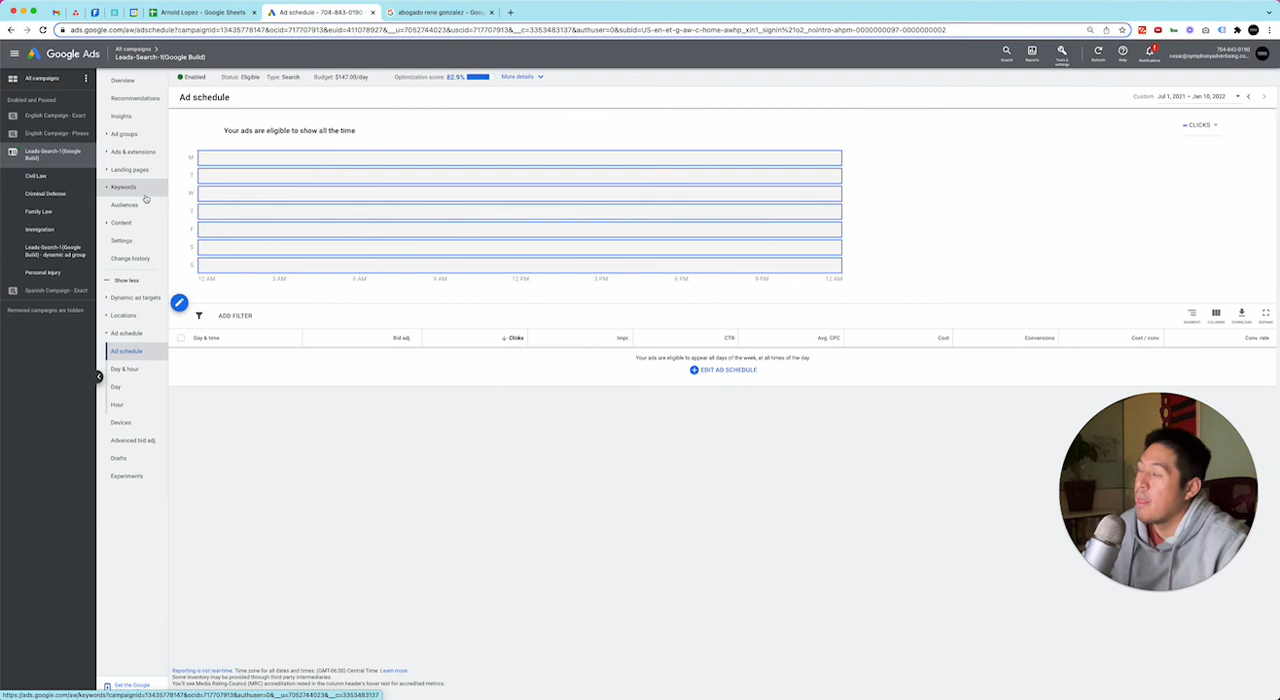 Arnold Lopez - Google Sheets
Ad schedule - 704-843-0190
abogado rene gonzalez - Goog
ads.google.com/aw/adschedule?campaignId=13435778147&ocid=717707913&euid=411078927&__u=7052744023&uscid=717707913&__c=3353483137&authuser=0&subid=US-en-et-g-aw-c-home-awhp_xin1_signin%21o2_nointro-ahpm-0000000097-0000000002
Google Ads
All campaigns
Leads-Search-1(Google Build)
Search
Reports
Tools & settings
Refresh
Help
Notifications
704-843-0190
cesar@symphonyadvertising.co...
All campaigns
Enabled and Paused
English Campaign - Exact
English Campaign - Phrase
Leads-Search-1(Google
Build)
Civil Law
Criminal Defense
Family Law
Immigration
Leads-Search-1(Google
Build) - dynamic ad group
Personal Injury
Spanish Campaign - Exact
Removed campaigns are hidden
Overview
Recommendations
Insights
Ad groups
Ads & extensions
Landing pages
Keywords
Audiences
Content
Settings
Change history
Show less
Dynamic ad targets
Locations
Ad schedule
Ad schedule
Day & hour
Day
Hour
Devices
Advanced bid adj.
Drafts
Experiments
Get the Google
Enabled Status: Eligible Type: Search Budget: $147.00/day Optimization score: 82.9% More details
Ad schedule
Custom Jul 1, 2021 – Jan 10, 2022
Your ads are eligible to show all the time
CLICKS
M
T
W
T
F
S
S
12 AM 3 AM 6 AM 9 AM 12 PM 3 PM 6 PM 9 PM 12 AM
ADD FILTER
SEGMENT COLUMNS DOWNLOAD EXPAND
Day & time Bid adj. Clicks Impr. CTR Avg. CPC Cost Conversions Cost / conv. Conv. rate
Your ads are eligible to appear all days of the week, at all times of the day
EDIT AD SCHEDULE
Reporting is not real-time. Time zone for all dates and times: (GMT-06:00) Central Time. Learn more
Some inventory may be provided through third party intermediaries.
You'll see Media Rating Council (MRC) accreditation noted in the column header's hover text for accredited metrics.
https://ads.google.com/aw/keywords?campaignId=13435778147&ocid=717707913&authuser=0&__u=7052744023&__c=3353483137